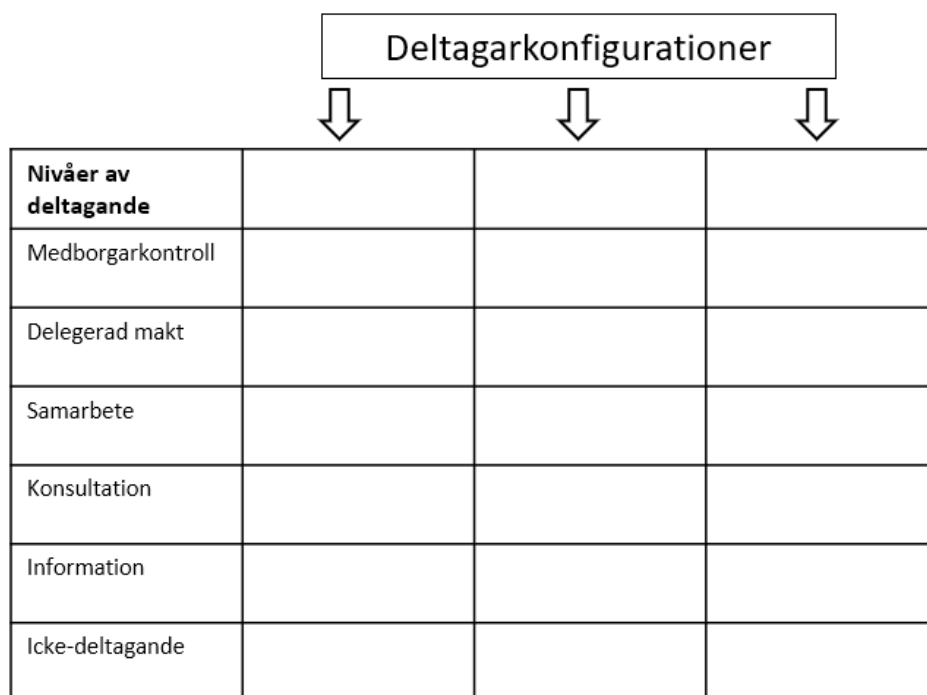 Deltagarkonfigurationer
Nivåer av
deltagande
Medborgarkontroll
Delegerad makt
Samarbete
Konsultation
Information
Icke-deltagande